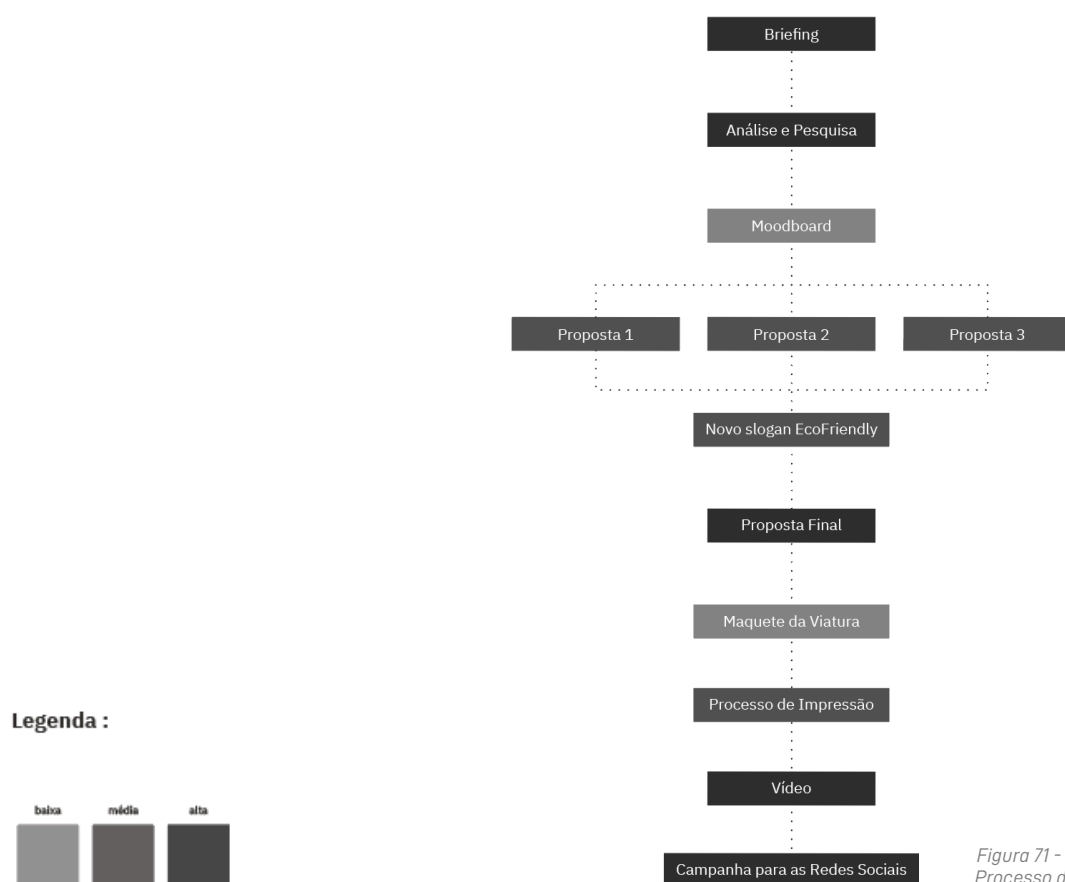 Briefing
Análise e Pesquisa
Moodboard
Proposta 1
Proposta 2
Proposta 3
Novo slogan EcoFriendly
Proposta Final
Maquete da Viatura
Processo de Impressão
Vídeo
Campanha para as Redes Sociais
Legenda :
baixa
média
alta
Figura 71 -
Processo